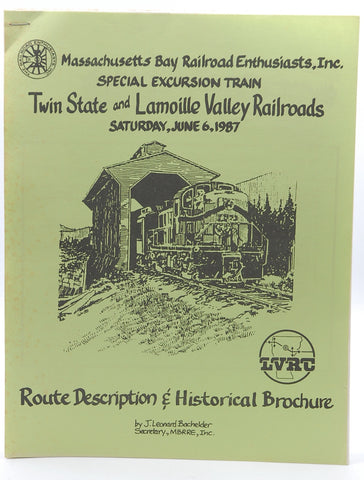 Massachusetts Bay Railroad Enthusiasts, Inc.
SPECIAL EXCURSION TRAIN
Twin State and Lamoille Valley Railroads
SATURDAY, JUNE 6, 1987
LVRC
Route Description & Historical Brochure
by J. Leonard Bachelder
Secretary, MBRRE, Inc.